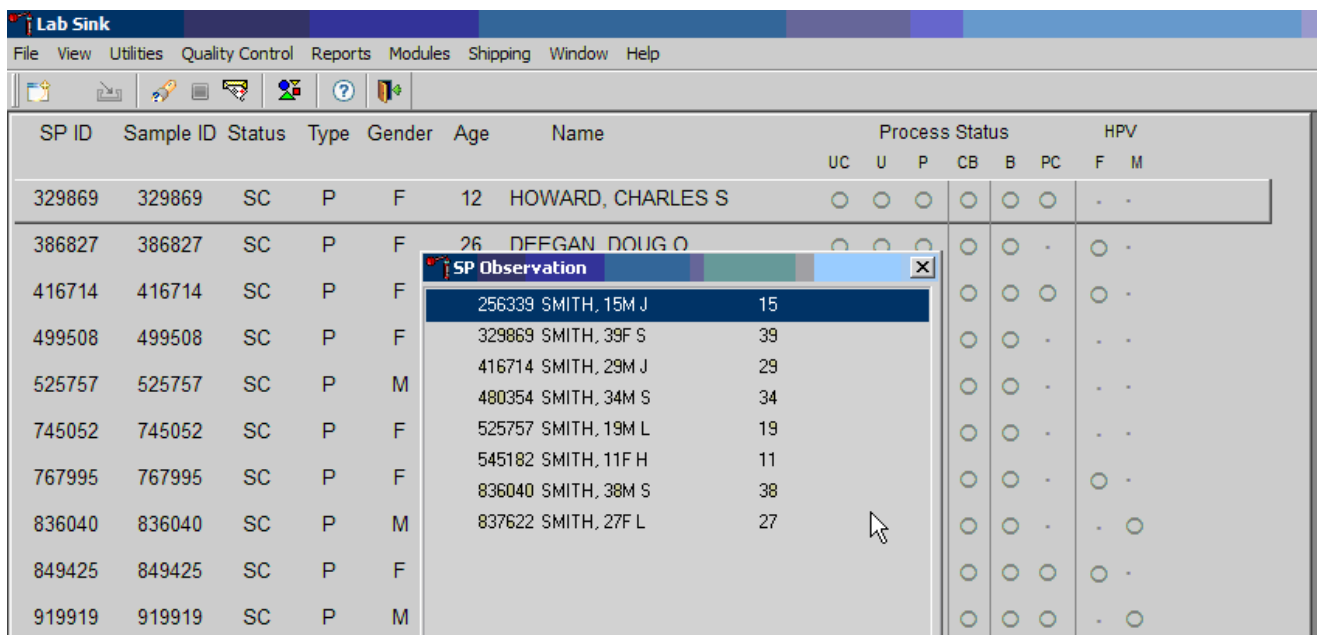 Lab Sink
File View Utilities Quality Control Reports Modules Shipping Window Help
SP ID Sample ID Status Type Gender Age Name Process Status HPV
UC U P CB B PC F M
329869 329869 SC P F 12 HOWARD, CHARLES S
386827 386827 SC P F 26 DEEGAN, DOUG O
SP Observation
416714 416714 SC P F
499508 499508 SC P F
525757 525757 SC P M
745052 745052 SC P F
767995 767995 SC P F
836040 836040 SC P M
849425 849425 SC P F
919919 919919 SC P M
256339 SMITH, 15M J 15
329869 SMITH, 39F S 39
416714 SMITH, 29M J 29
480354 SMITH, 34M S 34
525757 SMITH, 19M L 19
545182 SMITH, 11F H 11
836040 SMITH, 38M S 38
837622 SMITH, 27F L 27